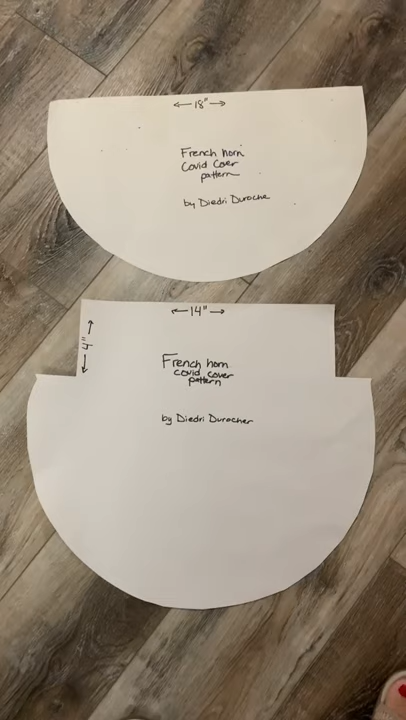 ←18"→
French horn
Covid Cover
pattern
by Diedri Duroche
←14"→
←4"→
French horn
covid cover
pattern
by Diedri Durocher